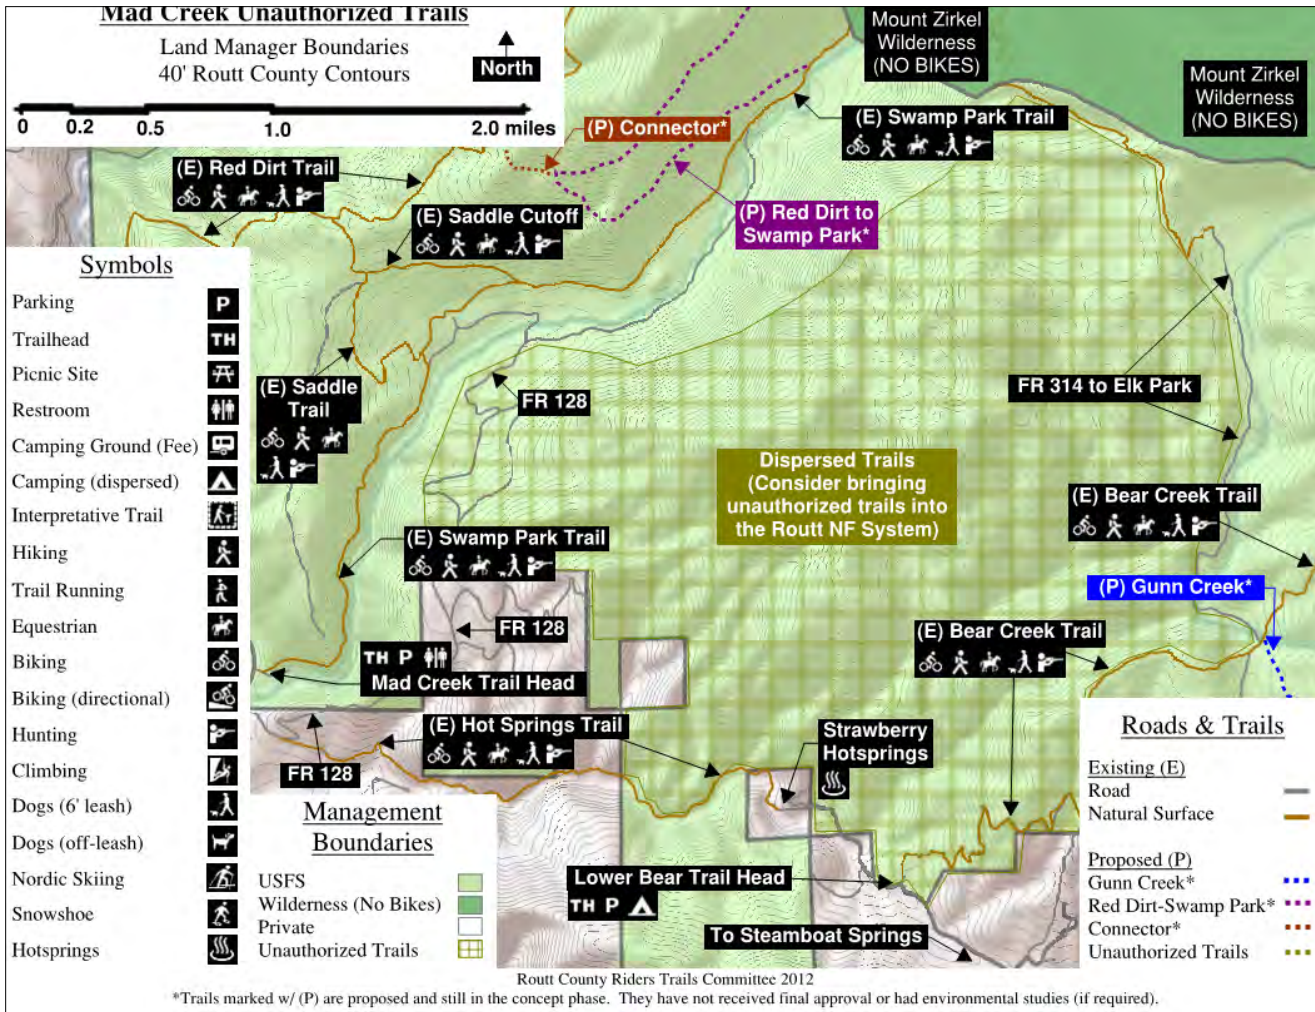 Mad Creek Unauthorized Trails
Land Manager Boundaries
40' Routt County Contours
North
0 0.2 0.5 1.0 2.0 miles
Mount Zirkel
Wilderness
(NO BIKES)
Mount Zirkel
Wilderness
(NO BIKES)
(P) Connector*
(E) Swamp Park Trail
(E) Red Dirt Trail
(E) Saddle Cutoff
(P) Red Dirt to
Swamp Park*
Symbols
Parking P
Trailhead TH
Picnic Site
Restroom
Camping Ground (Fee)
Camping (dispersed)
Interpretative Trail
Hiking
Trail Running
Equestrian
Biking
Biking (directional)
Hunting
Climbing
Dogs (6' leash)
Dogs (off-leash)
Nordic Skiing
Snowshoe
Hotsprings
(E) Saddle
Trail
FR 128
FR 314 to Elk Park
Dispersed Trails
(Consider bringing
unauthorized trails into
the Routt NF System)
(E) Bear Creek Trail
(E) Swamp Park Trail
(P) Gunn Creek*
FR 128
(E) Bear Creek Trail
TH P
Mad Creek Trail Head
(E) Hot Springs Trail
Strawberry
Hotsprings
FR 128
Management
Boundaries
USFS
Wilderness (No Bikes)
Private
Unauthorized Trails
Lower Bear Trail Head
TH P
To Steamboat Springs
Roads & Trails
Existing (E)
Road
Natural Surface
Proposed (P)
Gunn Creek*
Red Dirt-Swamp Park*
Connector*
Unauthorized Trails
Routt County Riders Trails Committee 2012
*Trails marked w/ (P) are proposed and still in the concept phase. They have not received final approval or had environmental studies (if required).